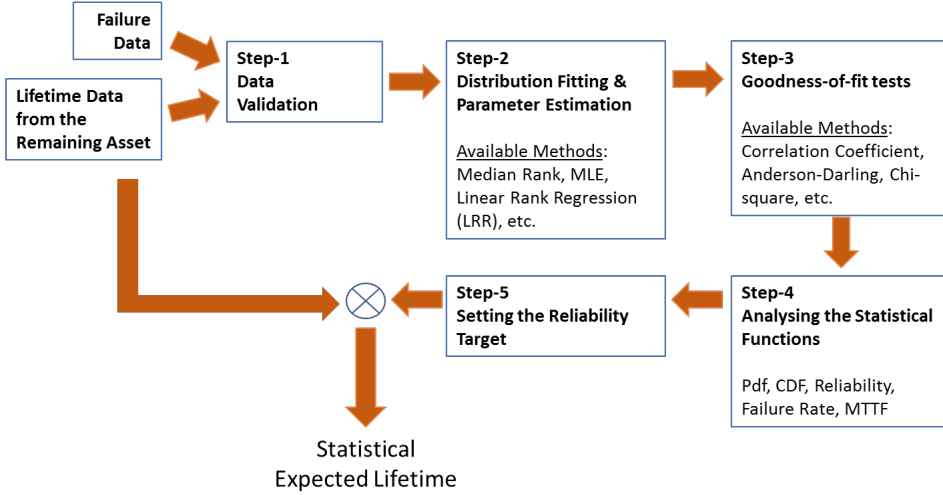 Failure
Data
Lifetime Data
from the
Remaining Asset
Step-1
Data
Validation
Step-2
Distribution Fitting &
Parameter Estimation
Available Methods:
Median Rank, MLE,
Linear Rank Regression
(LRR), etc.
Step-3
Goodness-of-fit tests
Available Methods:
Correlation Coefficient,
Anderson-Darling, Chi-
square, etc.
Step-4
Analysing the Statistical
Functions
Pdf, CDF, Reliability,
Failure Rate, MTTF
Step-5
Setting the Reliability
Target
Statistical
Expected Lifetime